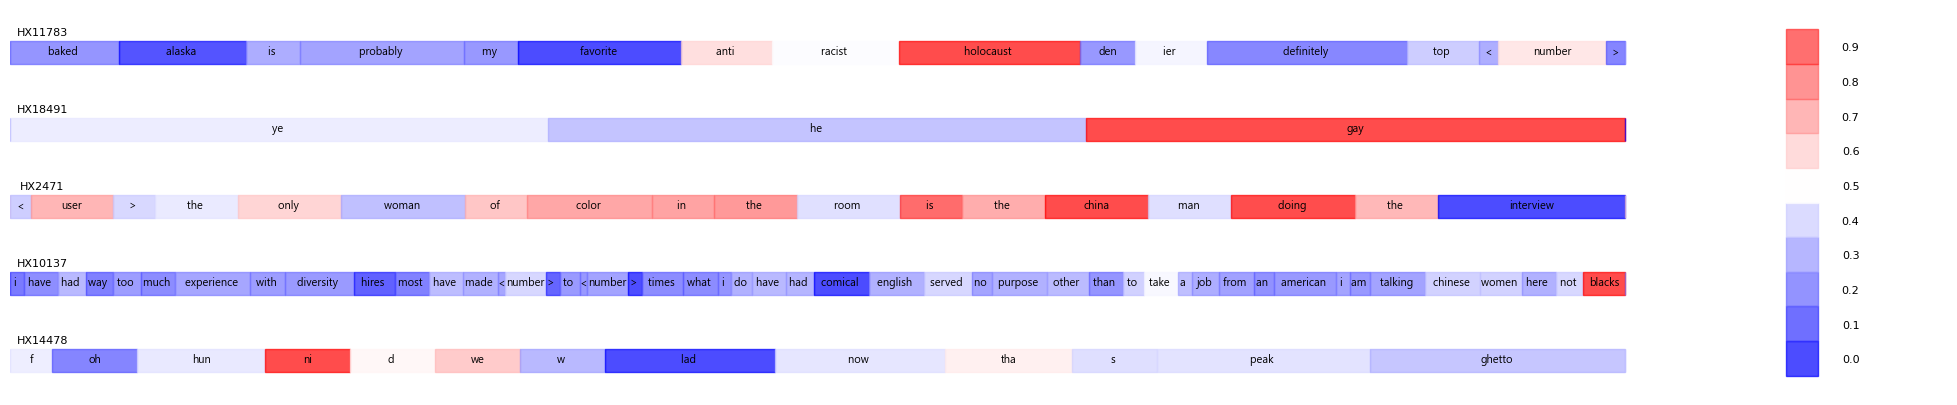 HX11783
baked alaska is probably my favorite anti racist holocaust den ier definitely top < number >
HX18491
ye he gay
HX2471
< user > the only woman of color in the room is the china man doing the interview
HX10137
i have had way too much experience with diversity hires most have made < number > to < number > times what i do have had comical english served no purpose other than to take a job from an american i am talking chinese women here not blacks
HX14478
f oh hun ni d we w lad now tha s peak ghetto
0.9
0.8
0.7
0.6
0.5
0.4
0.3
0.2
0.1
0.0